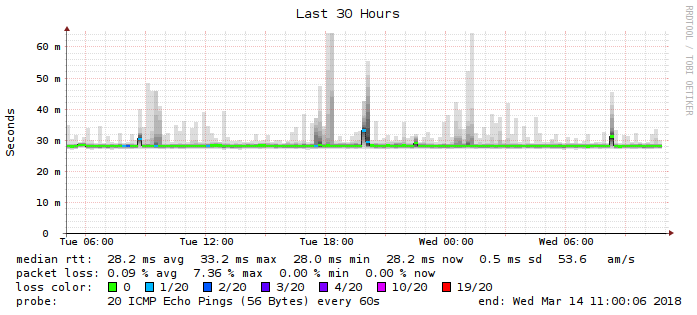 Last 30 Hours
RRDTOOL / TOBI OETIKER
Seconds
60 m
50 m
40 m
30 m
20 m
10 m
0
Tue 06:00 Tue 12:00 Tue 18:00 Wed 00:00 Wed 06:00
median rtt: 28.2 ms avg 33.2 ms max 28.0 ms min 28.2 ms now 0.5 ms sd 53.6 am/s
packet loss: 0.09 % avg 7.36 % max 0.00 % min 0.00 % now
loss color: 0 1/20 2/20 3/20 4/20 10/20 19/20
probe: 20 ICMP Echo Pings (56 Bytes) every 60s end: Wed Mar 14 11:00:06 2018